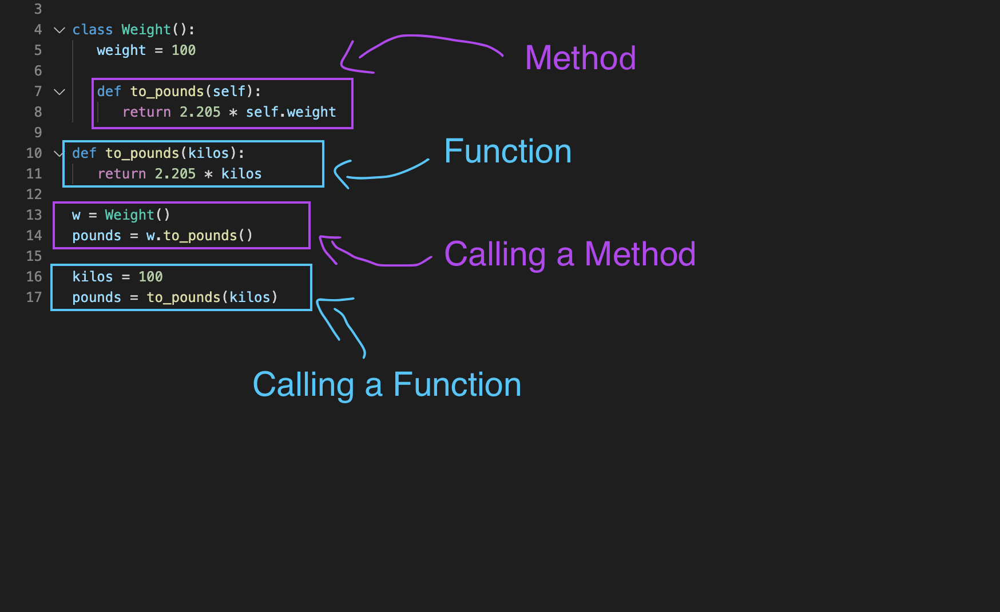 3
4 class Weight():
5 weight = 100
Method
6
7 def to_pounds(self):
8 return 2.205 * self.weight
9
Function
10 def to_pounds(kilos):
11 return 2.205 * kilos
12
13 w = Weight()
14 pounds = w.to_pounds()
Calling a Method
15
16 kilos = 100
17 pounds = to_pounds(kilos)
Calling a Function